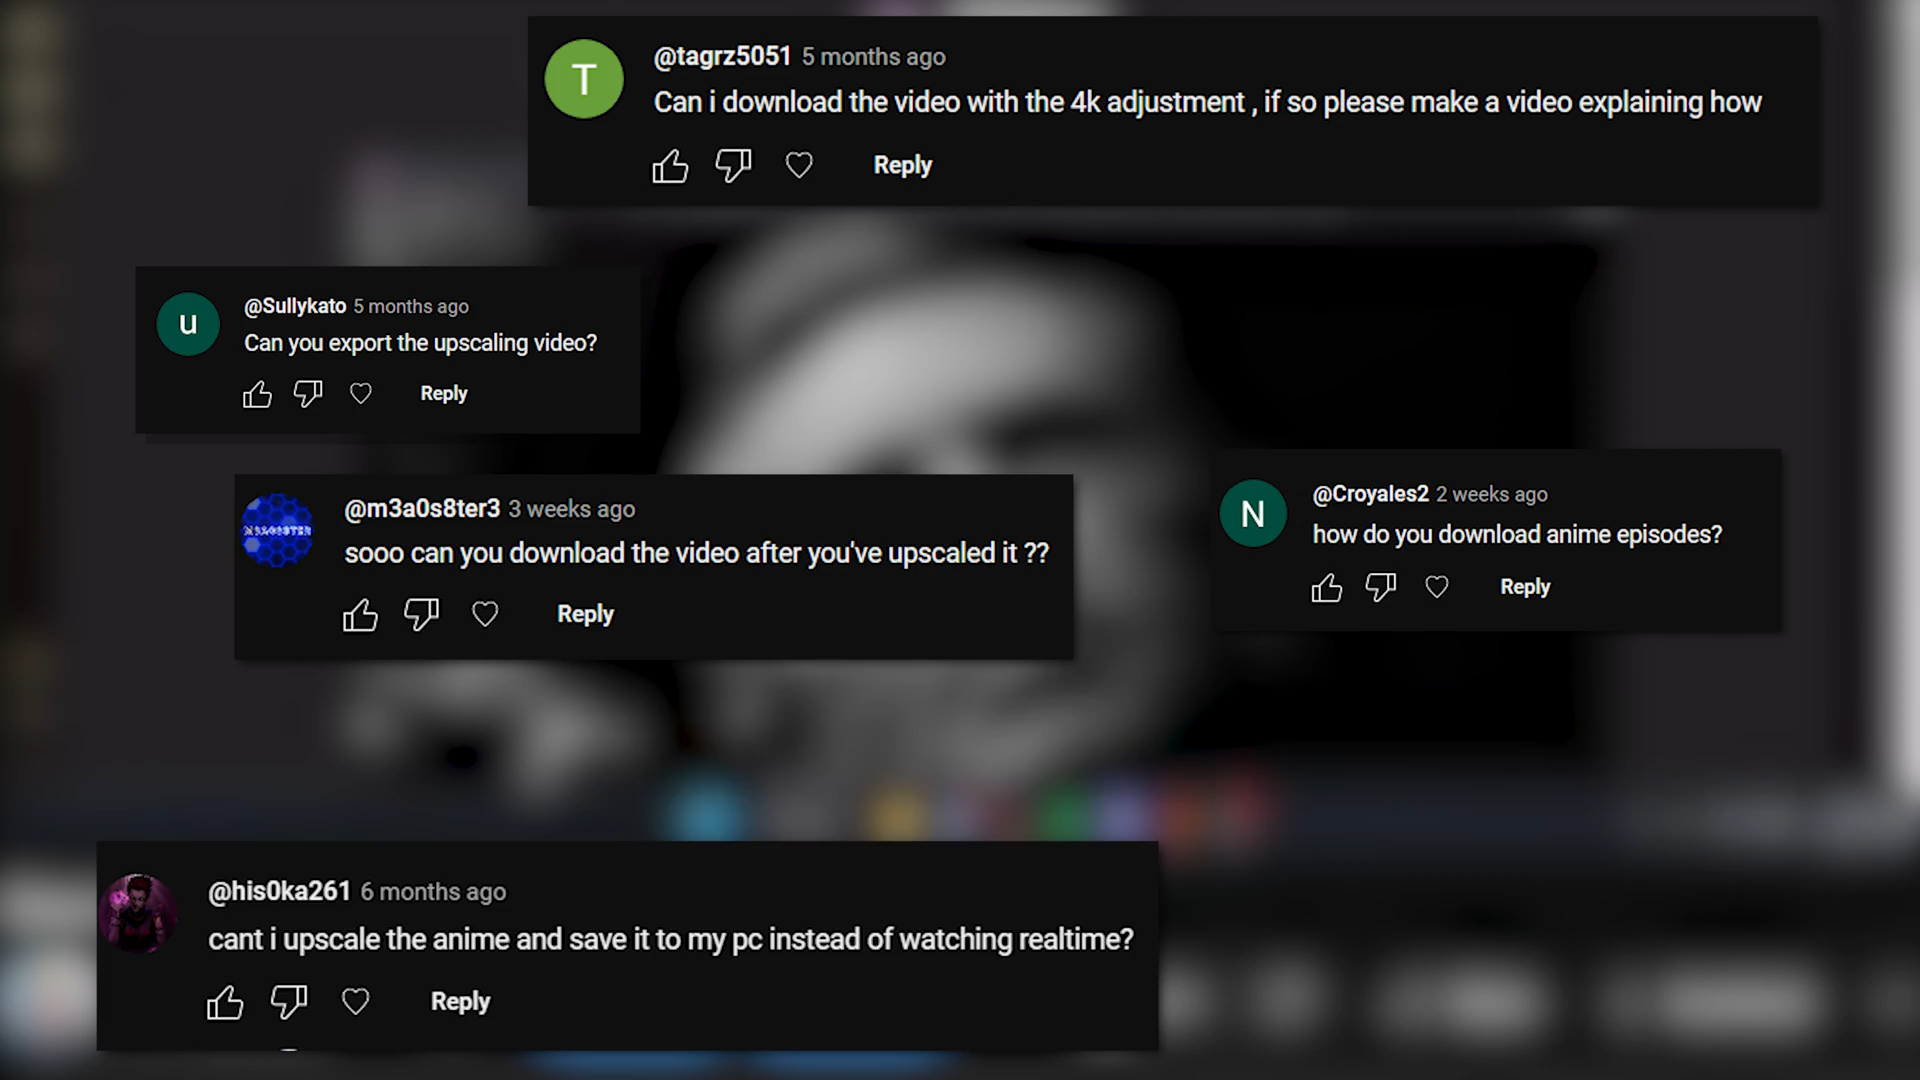 T
@tagrz5051 5 months ago
Can i download the video with the 4k adjustment , if so please make a video explaining how
Reply
u
@Sullykato 5 months ago
Can you export the upscaling video?
Reply
M3A0S8TER
@m3a0s8ter3 3 weeks ago
sooo can you download the video after you've upscaled it ??
Reply
N
@Croyales2 2 weeks ago
how do you download anime episodes?
Reply
@his0ka261 6 months ago
cant i upscale the anime and save it to my pc instead of watching realtime?
Reply